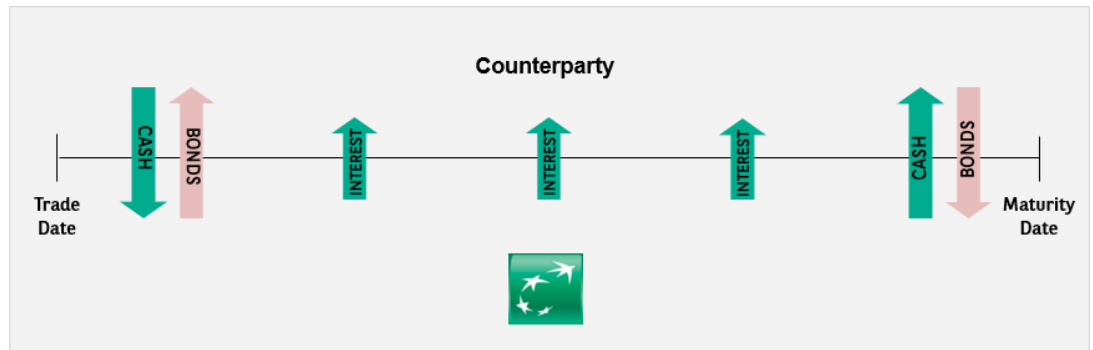 Counterparty
CASH
BONDS
INTEREST
INTEREST
INTEREST
CASH
BONDS
Trade
Date
Maturity
Date